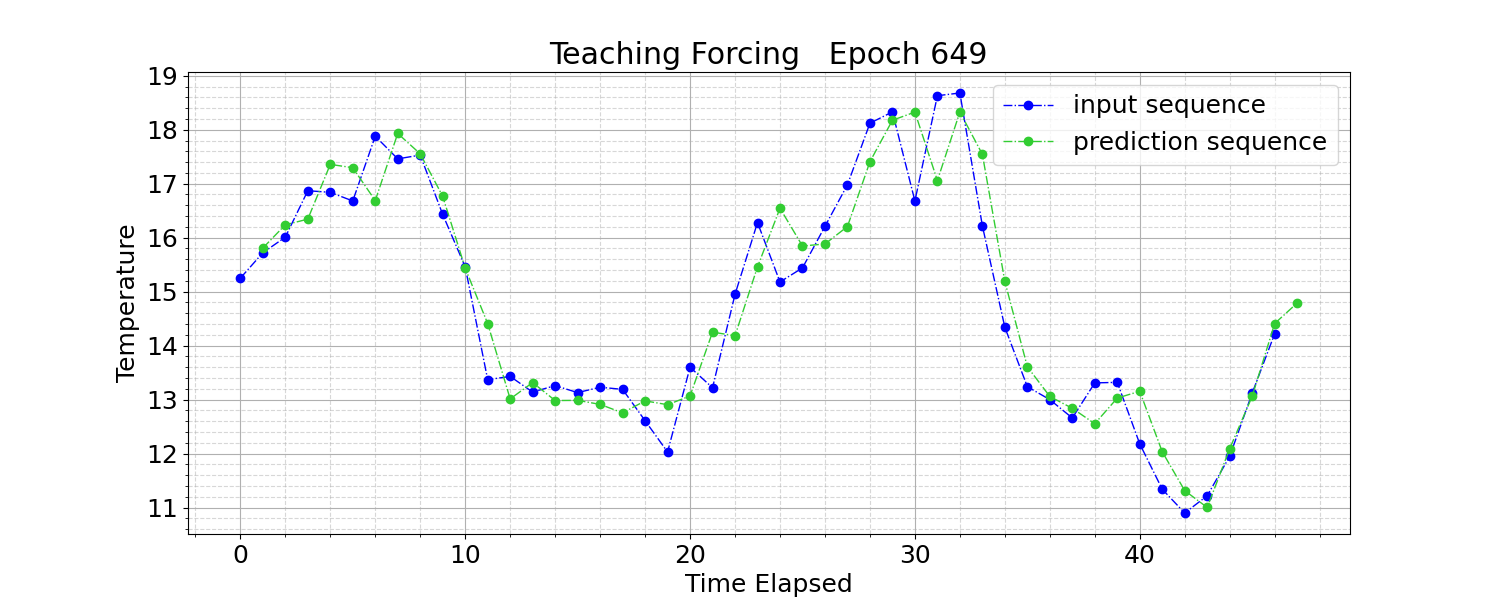 Teaching Forcing   Epoch 649
19
18
17
16
15
14
13
12
11
Temperature
input sequence
prediction sequence
0 10 20 30 40
Time Elapsed